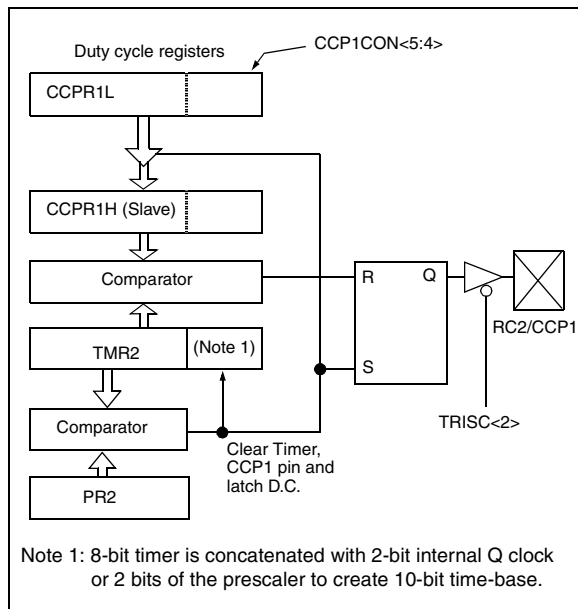 Duty cycle registers
CCP1CON<5:4>
CCPR1L
CCPR1H (Slave)
Comparator
R
Q
RC2/CCP1
TMR2
(Note 1)
S
TRISC<2>
Comparator
Clear Timer,
CCP1 pin and
latch D.C.
PR2
Note 1: 8-bit timer is concatenated with 2-bit internal Q clock
or 2 bits of the prescaler to create 10-bit time-base.